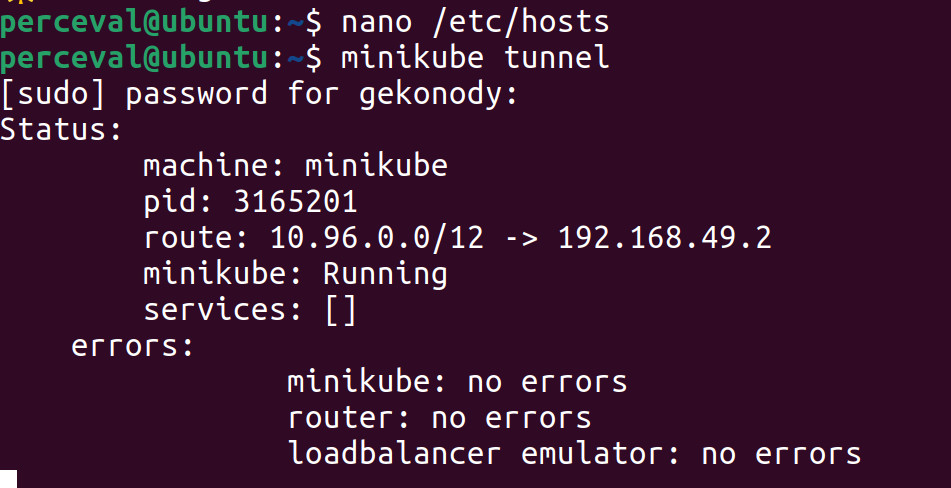 perceval@ubuntu:~$ nano /etc/hosts
perceval@ubuntu:~$ minikube tunnel
[sudo] password for gekonody:
Status:
machine: minikube
pid: 3165201
route: 10.96.0.0/12 -> 192.168.49.2
minikube: Running
services: []
errors:
minikube: no errors
router: no errors
loadbalancer emulator: no errors